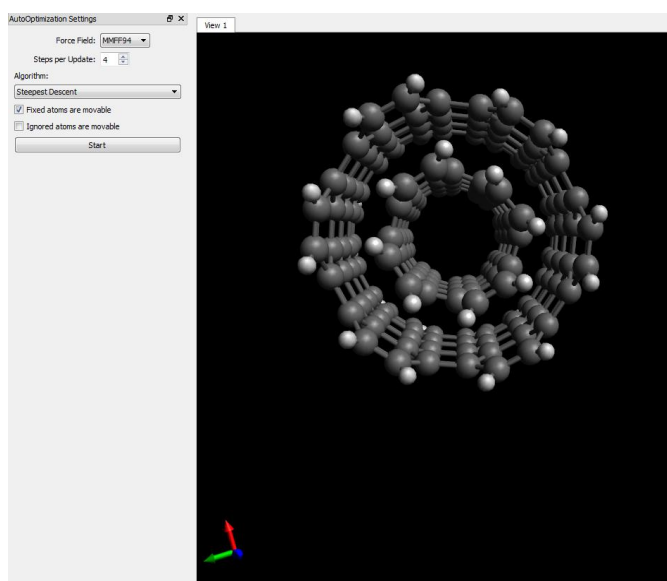 AutoOptimization Settings
View 1
Force Field: MMFF94
Steps per Update: 4
Algorithm:
Steepest Descent
Fixed atoms are movable
Ignored atoms are movable
Start